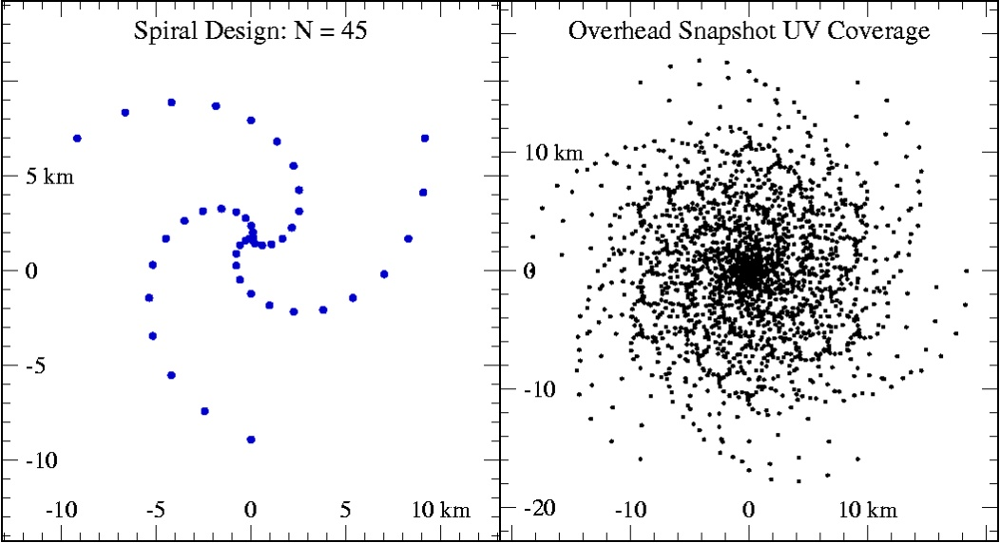 Spiral Design: N = 45
5 km
0
-5
-10
-10 -5 0 5 10 km
Overhead Snapshot UV Coverage
10 km
0
-10
-20
-10 0 10 km